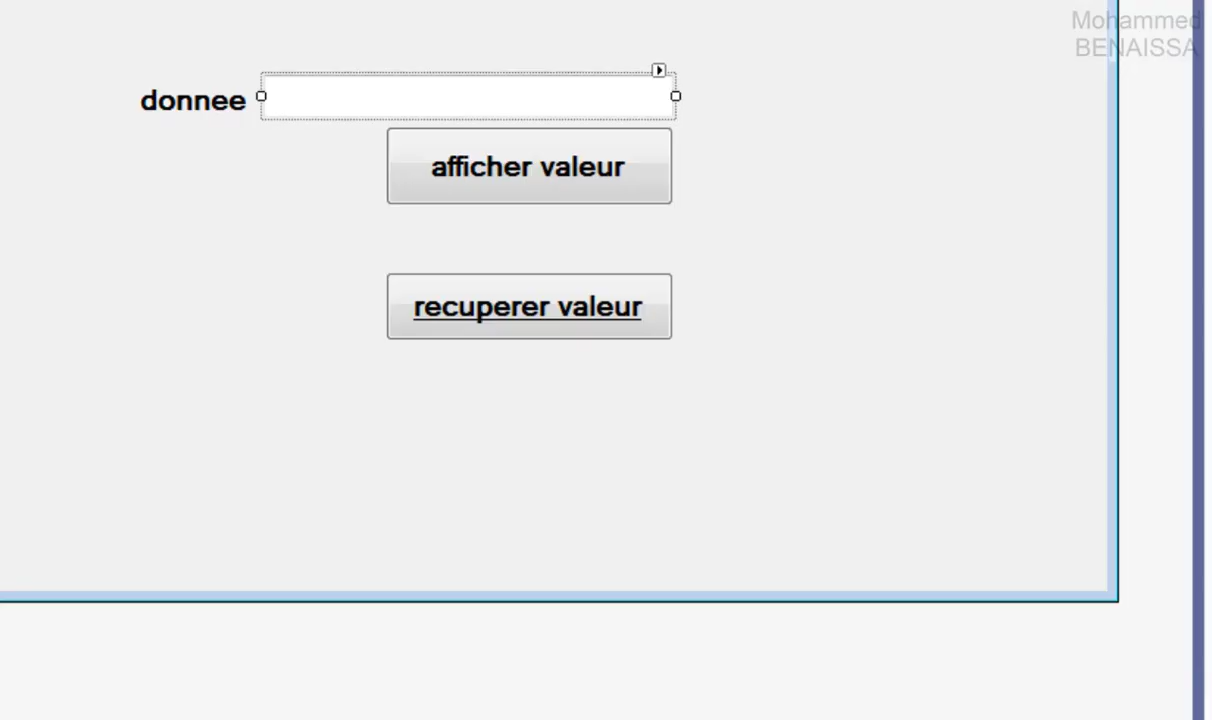 Mohammed
BENAISSA
donnee
afficher valeur
recuperer valeur